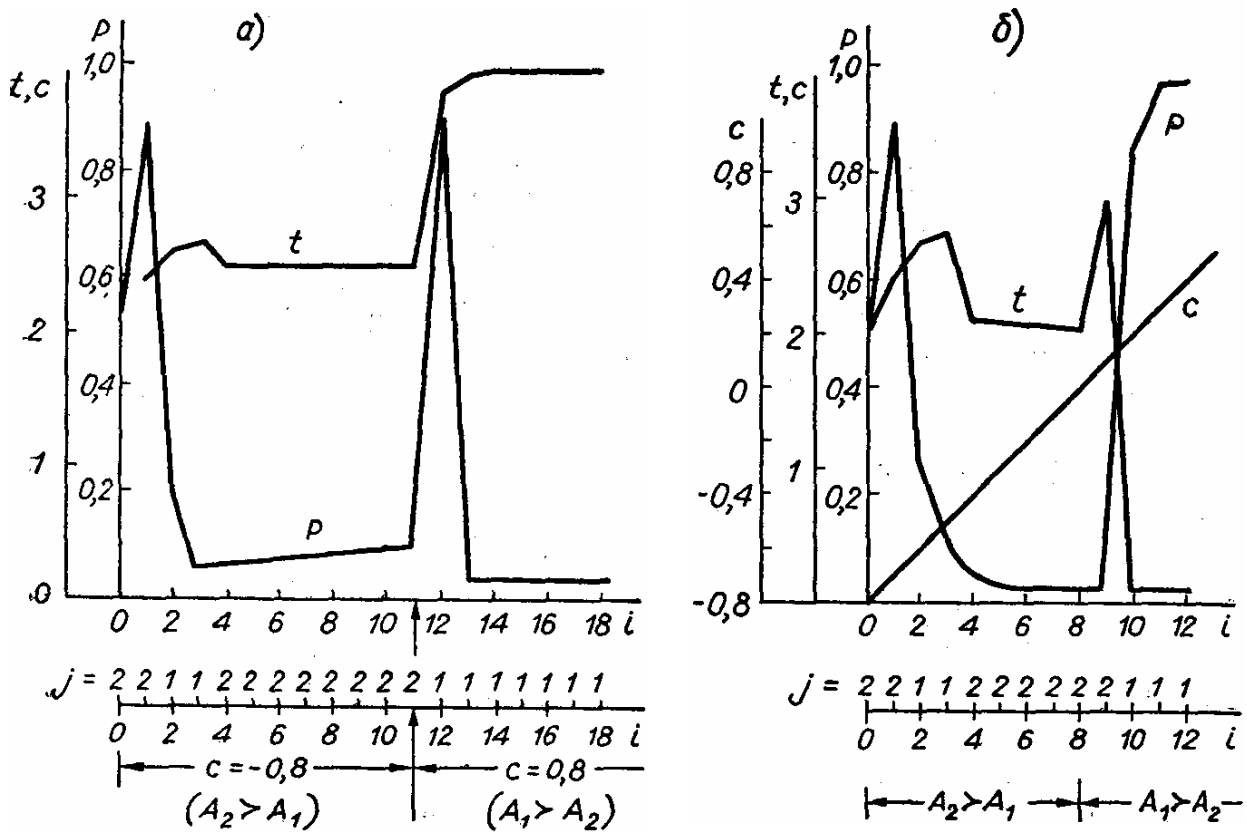 а)
p
1,0
t,c
0,8
3
t
0,6
2
0,4
1
0,2
p
0
0 2 4 6 8 10 12 14 16 18 i
j = 2 2 1 1 2 2 2 2 2 2 2 2 1 1 1 1 1 1 1
0 2 4 6 8 10 12 14 16 18 i
c = -0,8 c = 0,8
(A₂ > A₁) (A₁ > A₂)
б)
p
1,0
t,c
c
p
0,8 3 0,8
0,4 0,6
t
c
2
0 0,4
1
-0,4 0,2
-0,8
0 2 4 6 8 10 12 i
j = 2 2 1 1 2 2 2 2 2 2 1 1 1
0 2 4 6 8 10 12 i
A₂ > A₁ A₁ > A₂